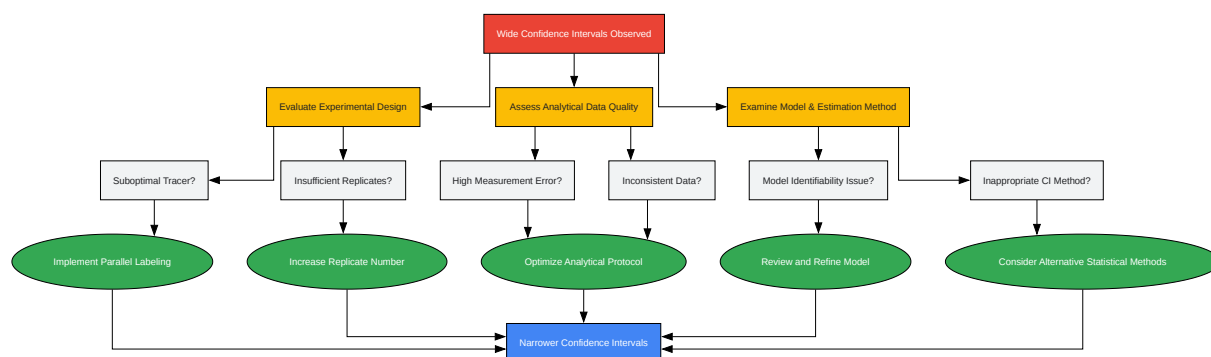 Wide Confidence Intervals Observed
Evaluate Experimental Design
Assess Analytical Data Quality
Examine Model & Estimation Method
Suboptimal Tracer?
Insufficient Replicates?
High Measurement Error?
Inconsistent Data?
Model Identifiability Issue?
Inappropriate CI Method?
Implement Parallel Labeling
Increase Replicate Number
Optimize Analytical Protocol
Review and Refine Model
Consider Alternative Statistical Methods
Narrower Confidence Intervals